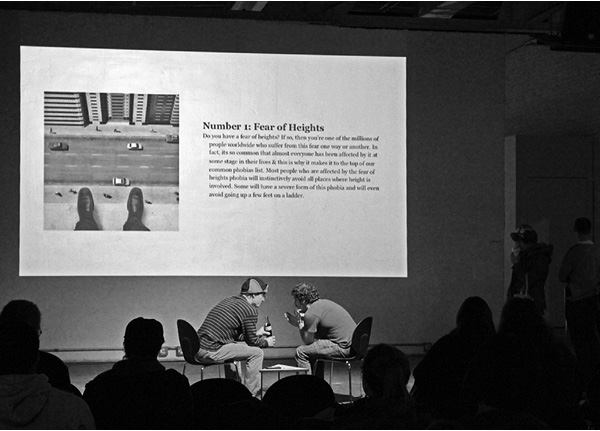 Number 1: Fear of Heights
Do you have a fear of heights? If so, then you're one of the millions of
people worldwide who suffer from this fear one way or another. In
fact, its so common that almost everyone has been affected by it at
some stage in their lives & this is why it makes it to the top of our
common phobias list. Most people who are affected by the fear of
heights phobia will instinctively avoid all places where height is
involved. Some will have a severe form of this phobia and will even
avoid going up a few feet on a ladder.